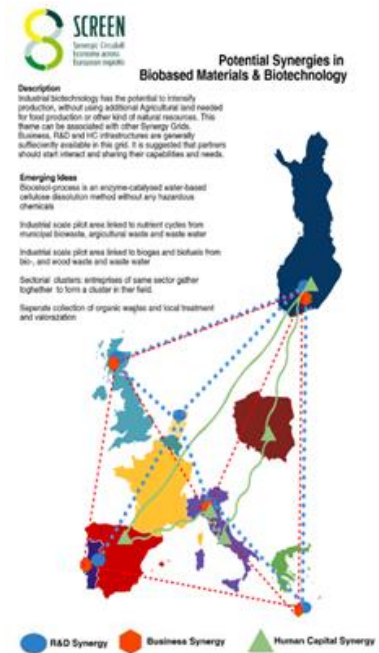 SCREEN
Synergic CirculaR
Economy across
European regioNs
Potential Synergies in
Biobased Materials & Biotechnology
Description
Industrial biotechnology has the potential to intensify
production, without using additional Agricultural land needed
for food production or other kind of natural resources. This
theme can be associated with other Synergy Grids.
Business, R&D and HC infrastructures are generally
suffeciently available in this grid. It is suggested that partners
should start interact and sharing their capabilities and needs.
Emerging Ideas
Biocelsol-process is an enzyme-catalysed water-based
cellulose dissolution method without any hazardous
chemicals
Industrial scale pilot area linked to nutrient cycles from
municipal biowaste, argicultural waste and waste water
Industrial scale pilot area linked to biogas and biofuels from
bio-, and wood waste and waste water
Sectorial clusters: entreprises of same sector gather
toghether to form a cluster in ther field.
Seperate collection of organic wastes and local treatment
and valorization
R&D Synergy
Business Synergy
Human Capital Synergy